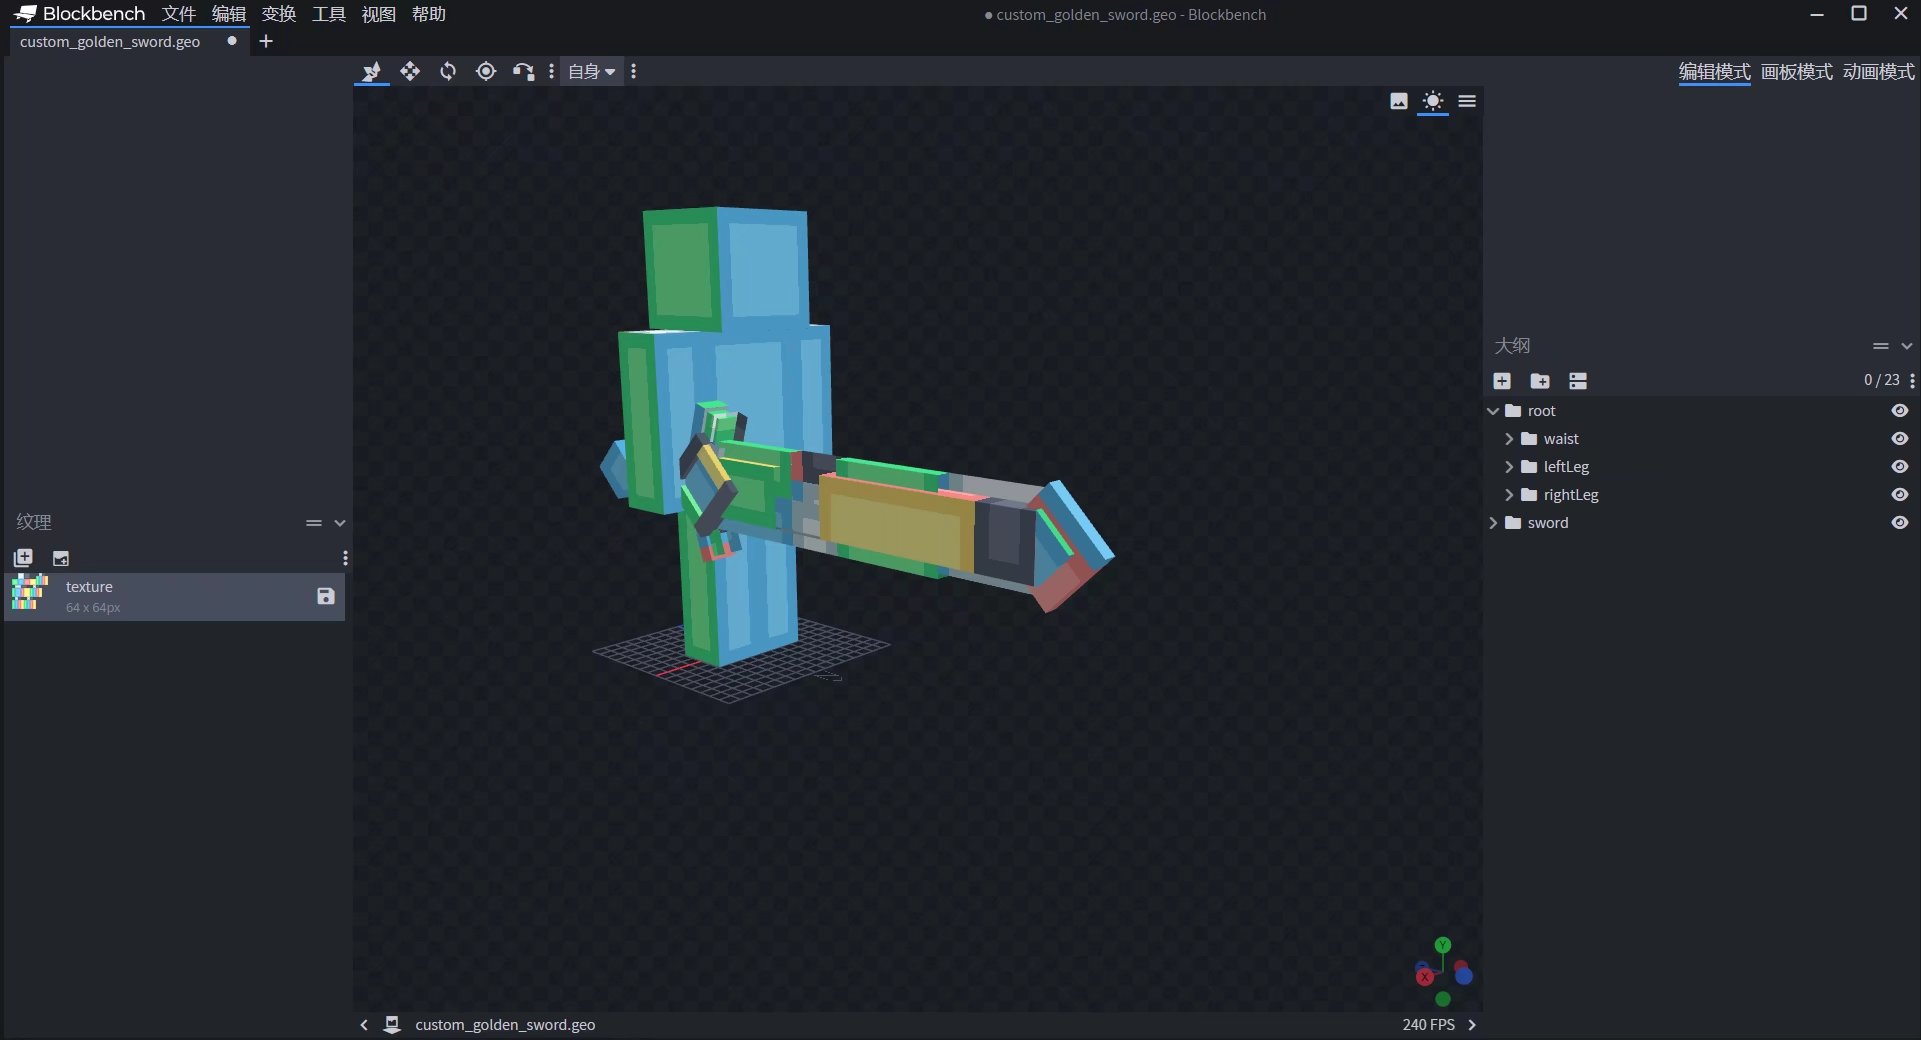 Blockbench 文件 编辑 变换 工具 视图 帮助
● custom_golden_sword.geo - Blockbench
custom_golden_sword.geo ● +
自身
编辑模式 画板模式 动画模式
大纲
0 / 23
root
waist
leftLeg
rightLeg
sword
纹理
texture
64 x 64px
Y
X
custom_golden_sword.geo
240 FPS